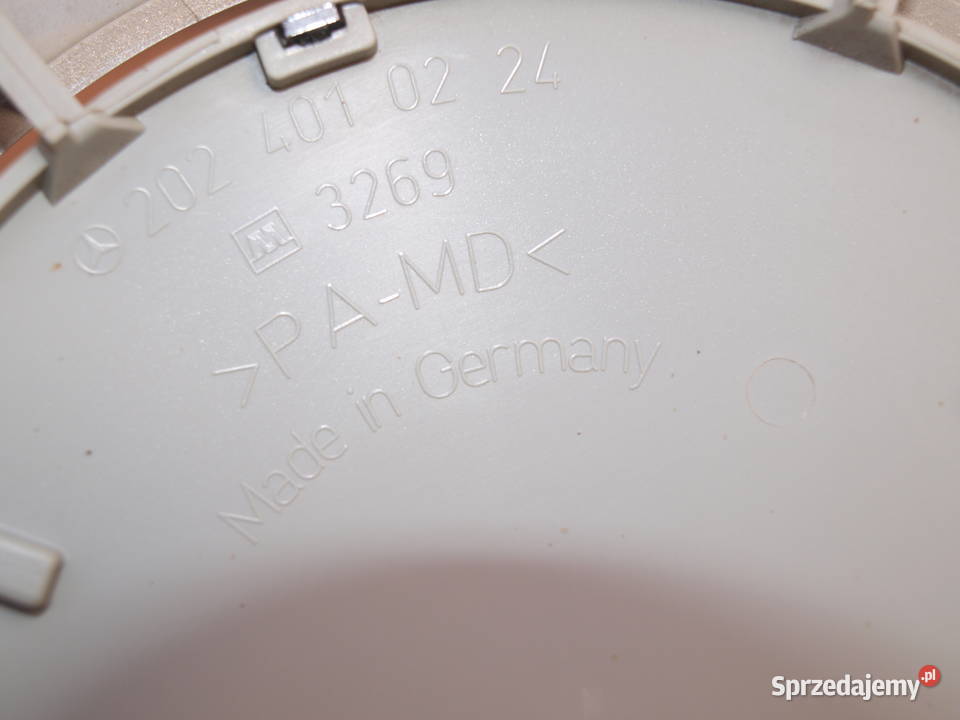 202 401 02 24
3269
>PA-MD<
Made in Germany
Sprzedajemy.pl